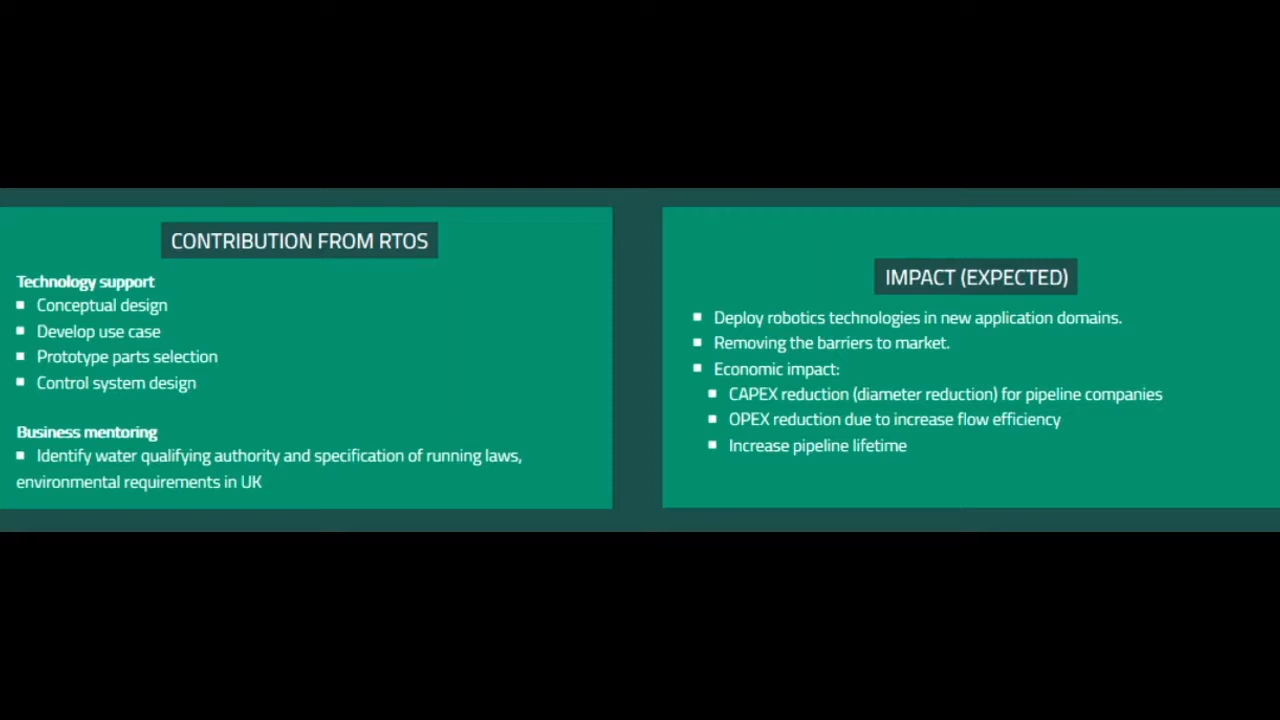 CONTRIBUTION FROM RTOS
Technology support
▪ Conceptual design
▪ Develop use case
▪ Prototype parts selection
▪ Control system design
Business mentoring
▪ Identify water qualifying authority and specification of running laws,
environmental requirements in UK
IMPACT (EXPECTED)
▪ Deploy robotics technologies in new application domains.
▪ Removing the barriers to market.
▪ Economic impact:
▪ CAPEX reduction (diameter reduction) for pipeline companies
▪ OPEX reduction due to increase flow efficiency
▪ Increase pipeline lifetime